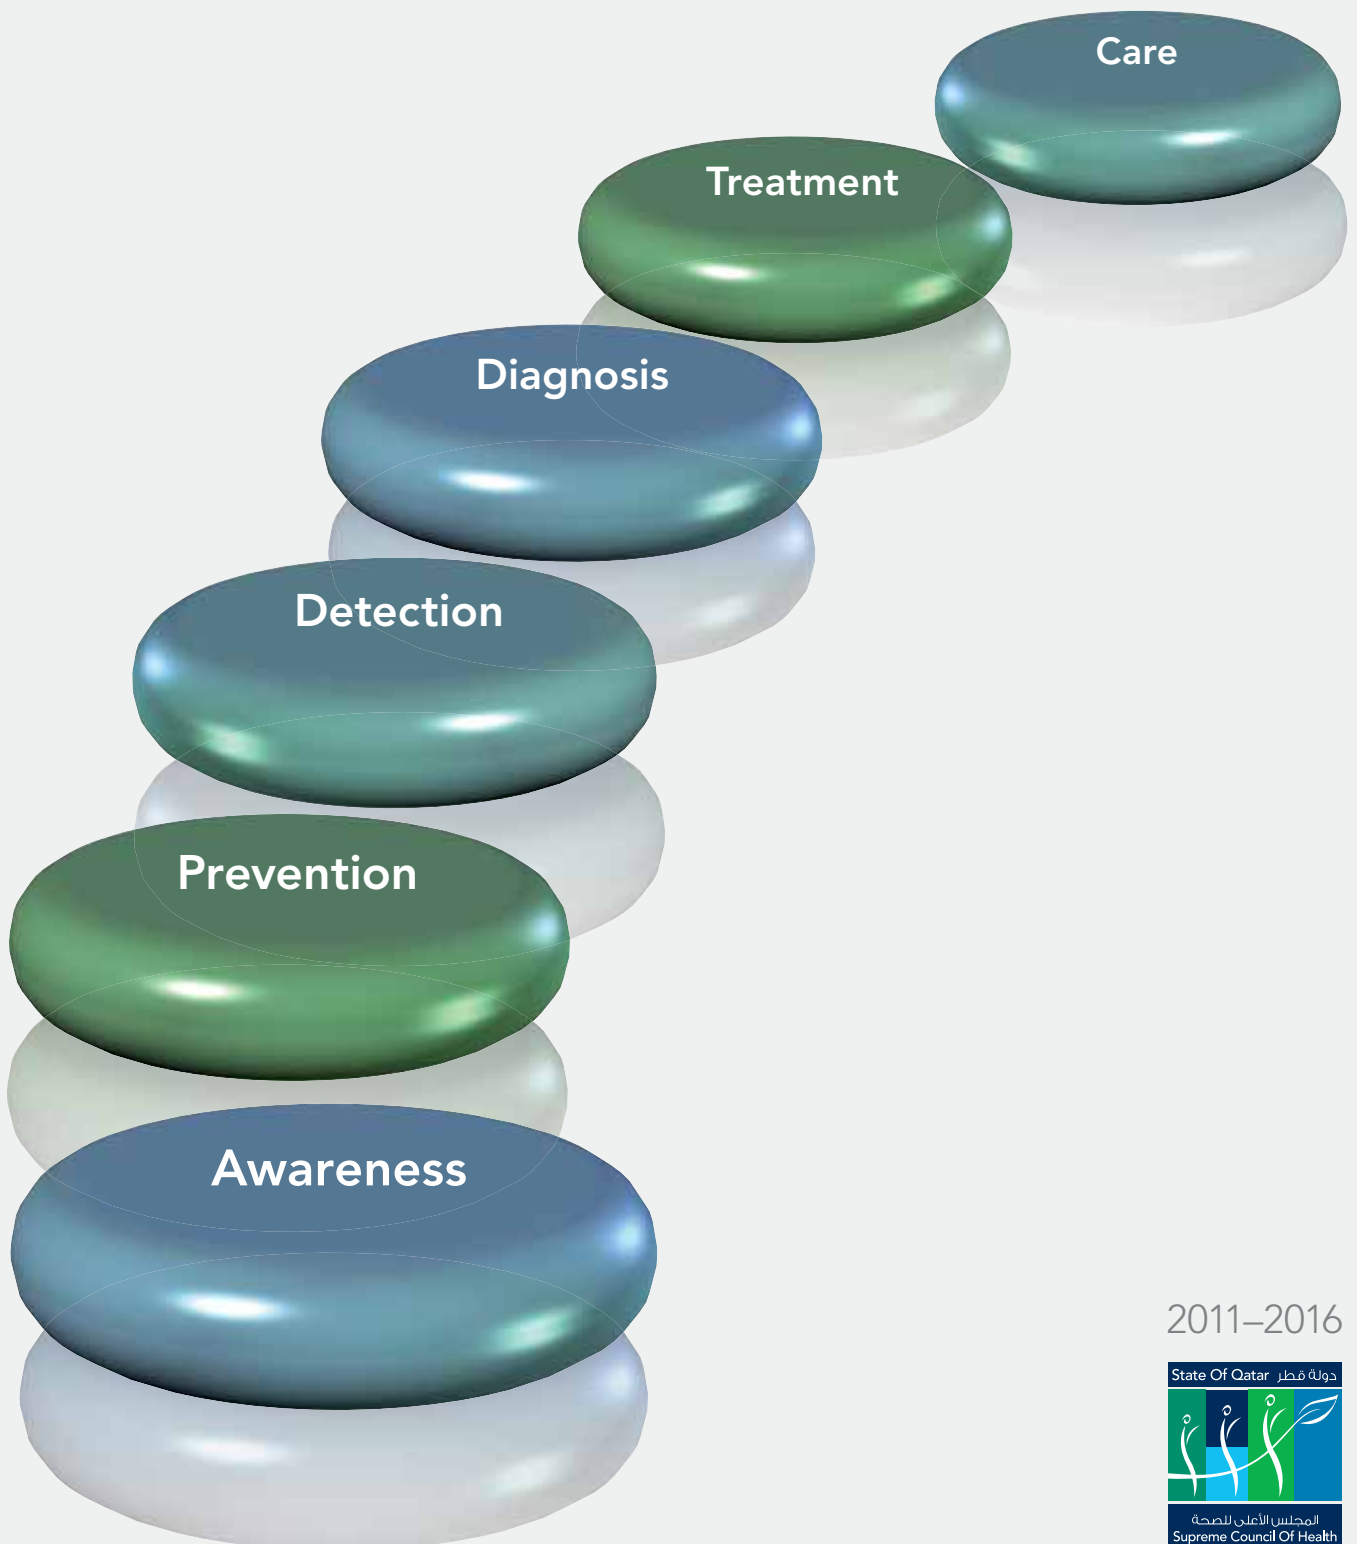 Care
Treatment
Diagnosis
Detection
Prevention
Awareness
2011–2016
State Of Qatar دولة قطر
المجلس الأعلى للصحة
Supreme Council Of Health